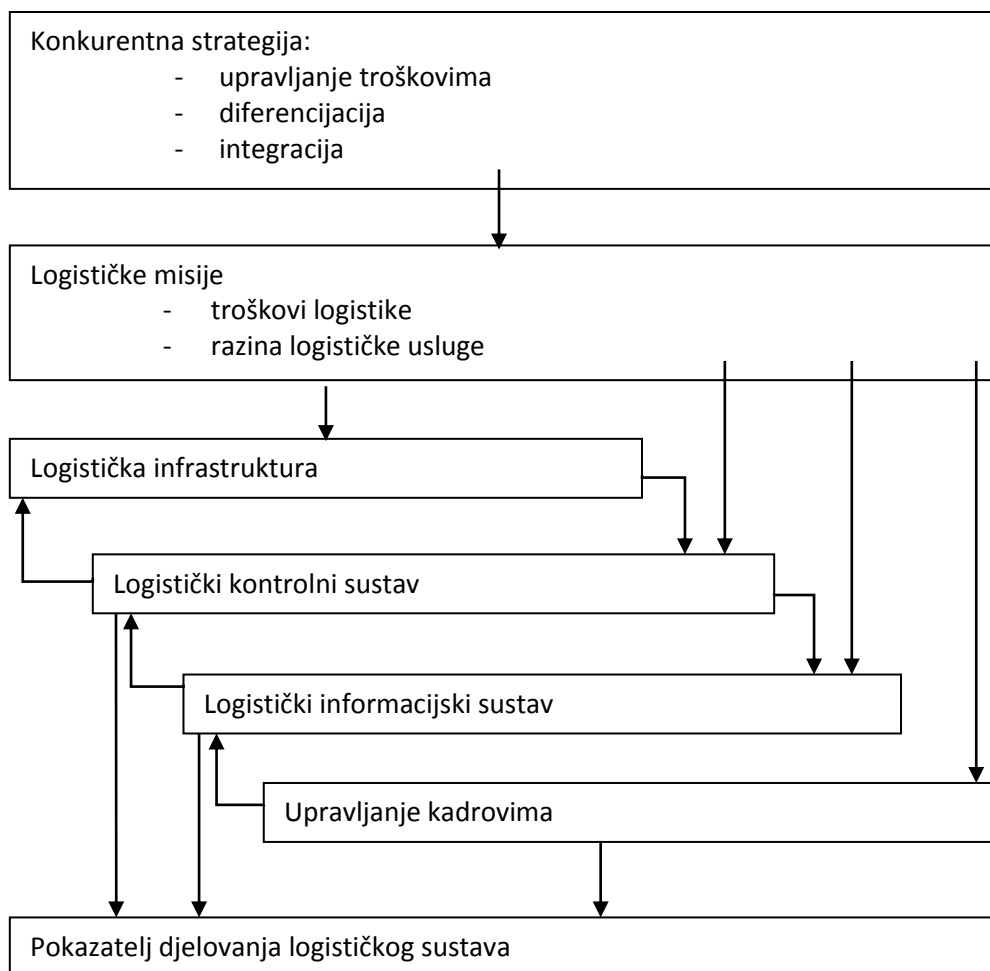 Konkurentna strategija:
- upravljanje troškovima
- diferencijacija
- integracija
Logističke misije
- troškovi logistike
- razina logističke usluge
Logistička infrastruktura
Logistički kontrolni sustav
Logistički informacijski sustav
Upravljanje kadrovima
Pokazatelj djelovanja logističkog sustava